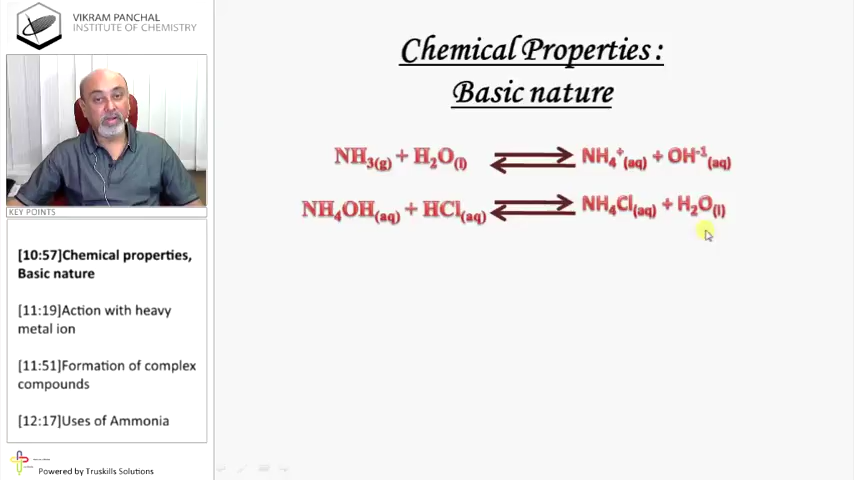 VIKRAM PANCHAL
INSTITUTE OF CHEMISTRY
KEY POINTS
[10:57]Chemical properties,
Basic nature
[11:19]Action with heavy
metal ion
[11:51]Formation of complex
compounds
[12:17]Uses of Ammonia
Powered by Truskills Solutions
Chemical Properties :
Basic nature
NH₃(g) + H₂O(l) ⇌ NH₄⁺(aq) + OH⁻¹(aq)
NH₄OH(aq) + HCl(aq) ⇌ NH₄Cl(aq) + H₂O(l)